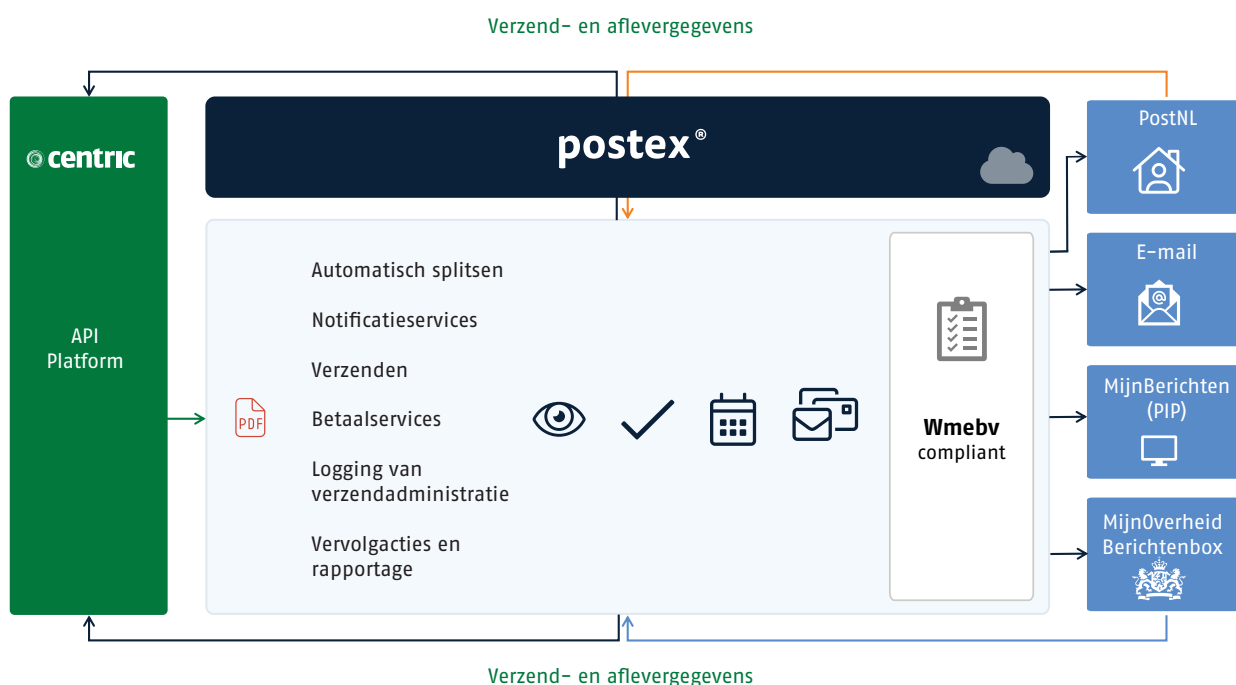 Verzend- en aflevergegevens
centric
API
Platform
postex®
PDF
Automatisch splitsen
Notificatieservices
Verzenden
Betaalservices
Logging van
verzendadministratie
Vervolgacties en
rapportage
Wmebv
compliant
PostNL
E-mail
@
MijnBerichten
(PIP)
MijnOverheid
Berichtenbox
Verzend- en aflevergegevens